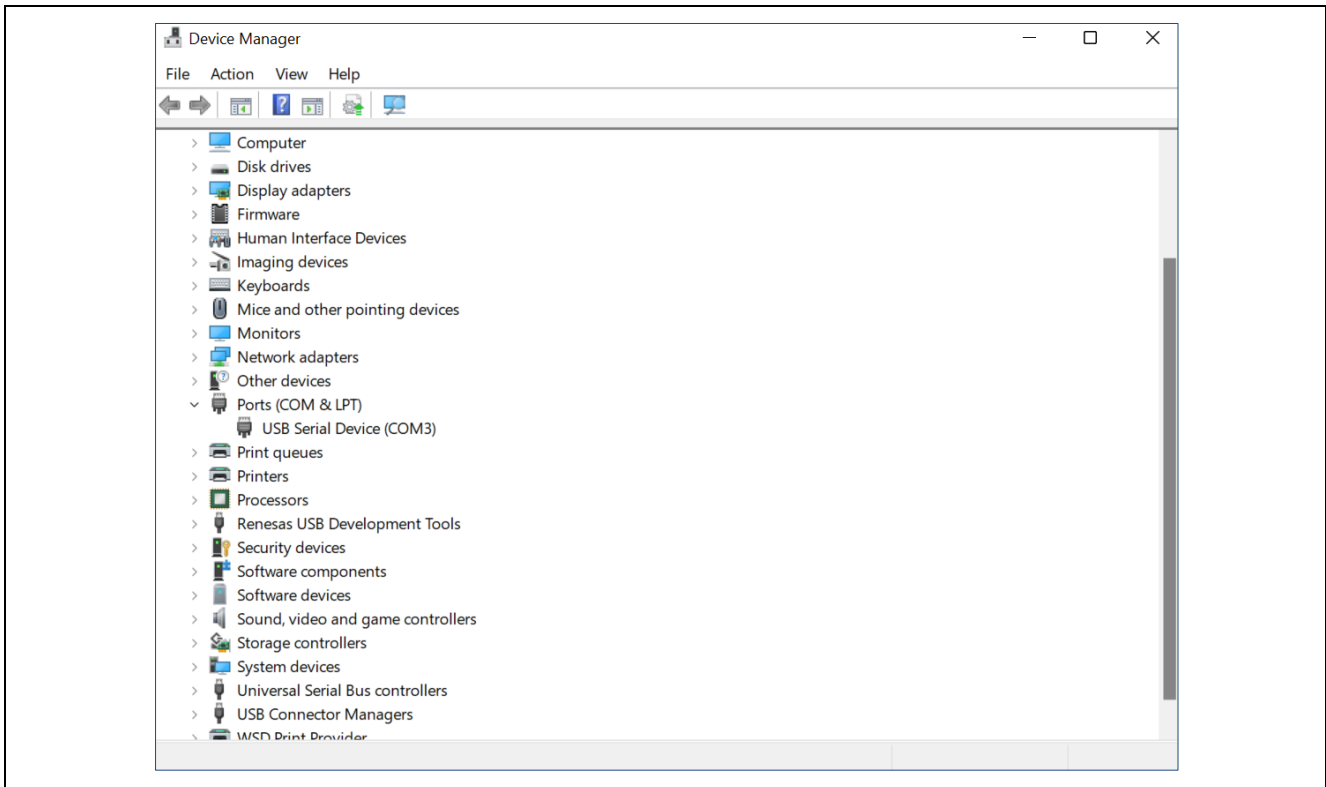 Device Manager
File Action View Help
Computer
Disk drives
Display adapters
Firmware
Human Interface Devices
Imaging devices
Keyboards
Mice and other pointing devices
Monitors
Network adapters
Other devices
Ports (COM & LPT)
USB Serial Device (COM3)
Print queues
Printers
Processors
Renesas USB Development Tools
Security devices
Software components
Software devices
Sound, video and game controllers
Storage controllers
System devices
Universal Serial Bus controllers
USB Connector Managers
WSD Print Provider